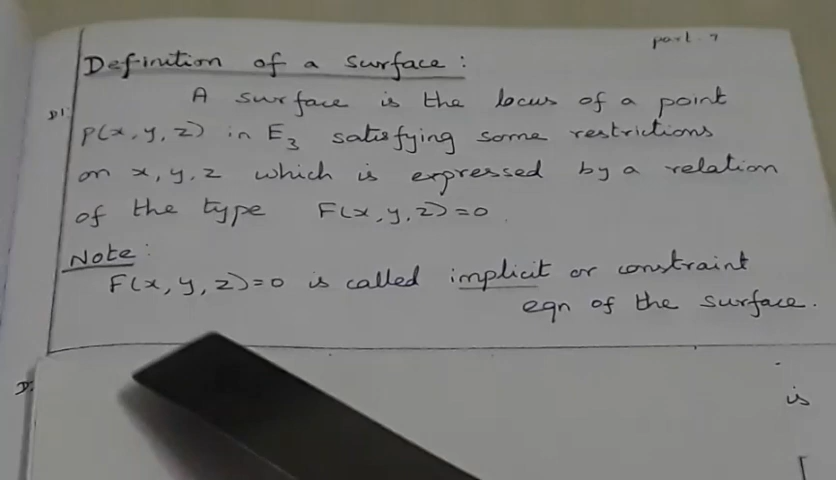 part. 7
Definition of a surface:
D1:
A surface is the locus of a point
P(x, y, z) in E₃ satisfying some restrictions
on x, y, z which is expressed by a relation
of the type F(x, y, z) = 0.
Note:
F(x, y, z) = 0 is called implicit or constraint
eqn of the surface.
D.
is